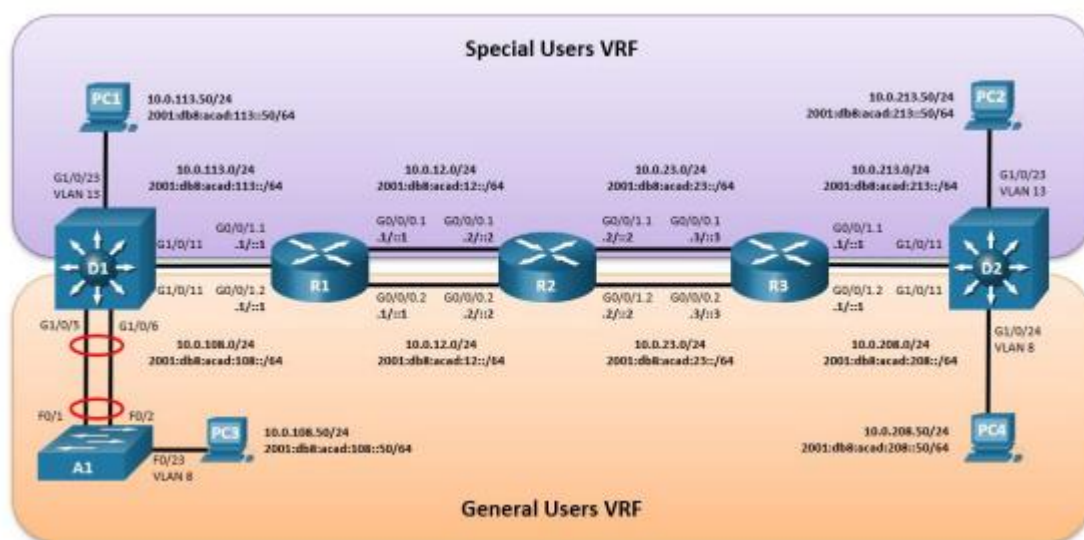 Special Users VRF
PC1
10.0.113.50/24
2001:db8:acad:113::50/64
10.0.213.50/24
2001:db8:acad:213::50/64
PC2
G1/0/23
VLAN 13
10.0.113.0/24
2001:db8:acad:113::/64
10.0.12.0/24
2001:db8:acad:12::/64
10.0.23.0/24
2001:db8:acad:23::/64
10.0.213.0/24
2001:db8:acad:213::/64
G1/0/23
VLAN 13
G0/0/1.1
.1/::1
G0/0/0.1
.1/::1
G0/0/0.1
.2/::2
G0/0/1.1
.2/::2
G0/0/0.1
.3/::3
G0/0/1.1
.1/::1
D1
G1/0/11
R1
R2
R3
G1/0/11
D2
G1/0/11
G0/0/1.2
.1/::1
G0/0/0.2
.1/::1
G0/0/0.2
.2/::2
G0/0/1.2
.2/::2
G0/0/0.2
.3/::3
G0/0/1.2
.1/::1
G1/0/11
G1/0/5
G1/0/6
10.0.108.0/24
2001:db8:acad:108::/64
10.0.12.0/24
2001:db8:acad:12::/64
10.0.23.0/24
2001:db8:acad:23::/64
10.0.208.0/24
2001:db8:acad:208::/64
G1/0/24
VLAN 8
F0/1
F0/2
A1
F0/23
VLAN 8
PC3
10.0.108.50/24
2001:db8:acad:108::50/64
10.0.208.50/24
2001:db8:acad:208::50/64
PC4
General Users VRF